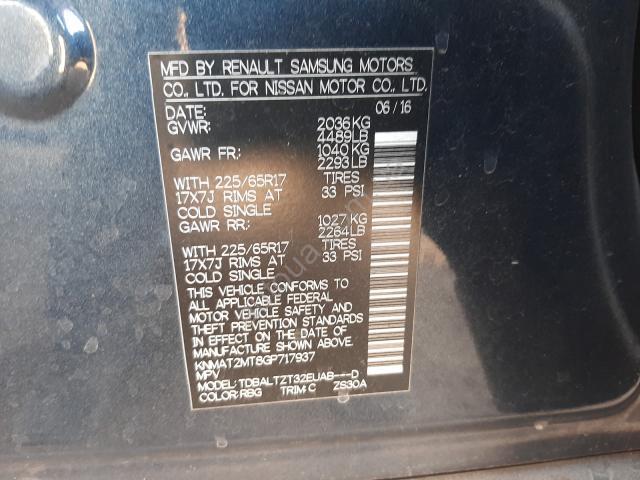 MFD BY RENAULT SAMSUNG MOTORS
CO., LTD. FOR NISSAN MOTOR CO., LTD.
DATE: 06/16
GVWR: 2036KG
4489LB
GAWR FR: 1040 KG
2293LB
WITH 225/65R17 TIRES
17X7J RIMS AT 33 PSI
COLD SINGLE
GAWR RR: 1027 KG
2264LB
WITH 225/65R17 TIRES
17X7J RIMS AT 33 PSI
COLD SINGLE
THIS VEHICLE CONFORMS TO
ALL APPLICABLE FEDERAL
MOTOR VEHICLE SAFETY AND
THEFT PREVENTION STANDARDS
IN EFFECT ON THE DATE OF
MANUFACTURE SHOWN ABOVE.
KNMAT2MT8GP717937
MPV
MODEL: TDBALTZT32EUAB---D
COLOR: RBG TRIM: C ZS30A